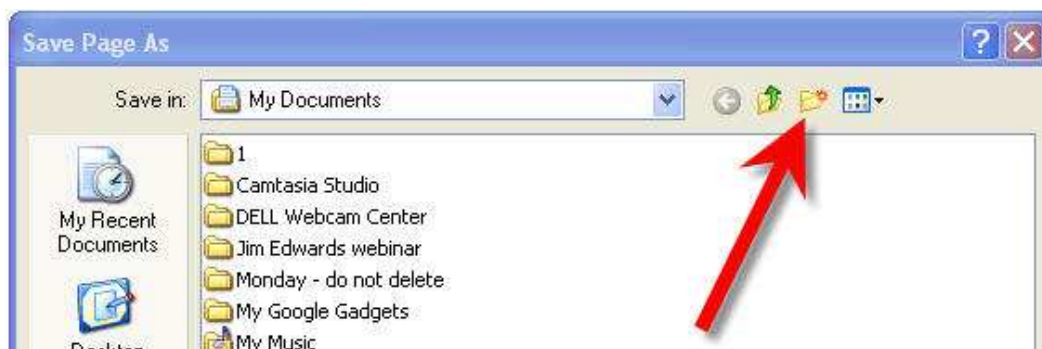 Save Page As
Save in:
My Documents
1
Camtasia Studio
DELL Webcam Center
Jim Edwards webinar
Monday - do not delete
My Google Gadgets
My Music
My Recent
Documents
Desktop